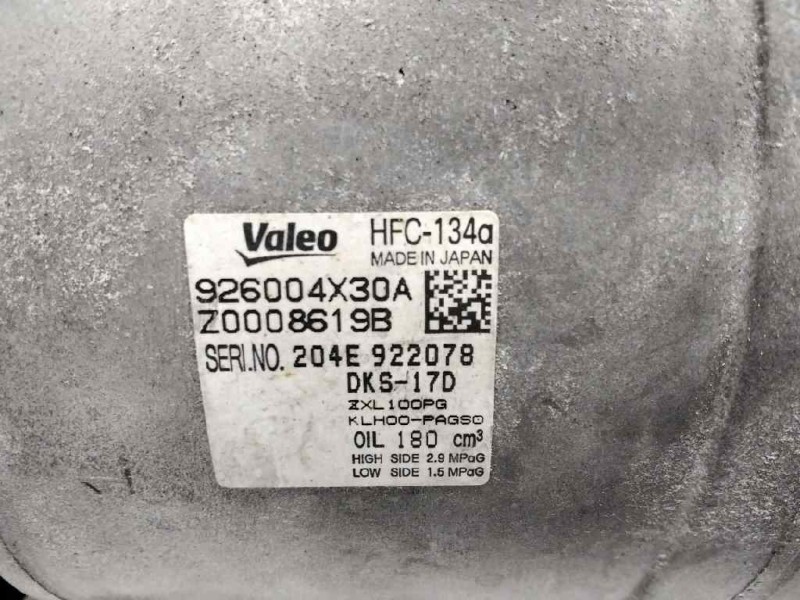 Valeo HFC-134a
MADE IN JAPAN
926004X30A
Z0008619B
SERI.NO. 204E 922078
DKS-17D
ZXL100PG
KLH00-PAGS0
OIL 180 cm³
HIGH SIDE 2.9 MPaG
LOW SIDE 1.5 MPaG